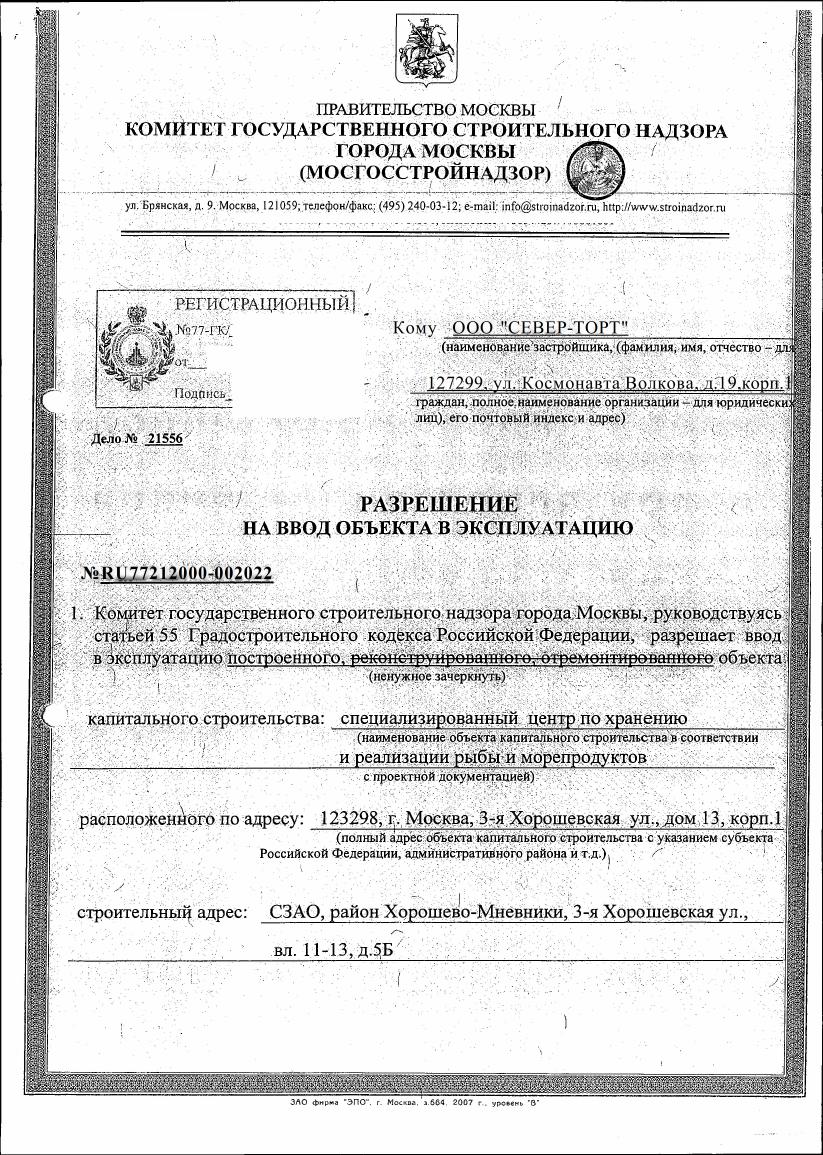 ПРАВИТЕЛЬСТВО МОСКВЫ
КОМИТЕТ ГОСУДАРСТВЕННОГО СТРОИТЕЛЬНОГО НАДЗОРА
ГОРОДА МОСКВЫ
(МОСГОССТРОЙНАДЗОР)
ул. Брянская, д. 9. Москва, 121059; телефон/факс: (495) 240-03-12; e-mail: info@stroinadzor.ru, http://www.stroinadzor.ru
РЕГИСТРАЦИОННЫЙ
№77-ГК/
от
Подпись
Дело № 21556
Кому ООО "СЕВЕР-ТОРТ"
(наименование застройщика, (фамилия, имя, отчество – для
127299, ул. Космонавта Волкова, д.19,корп.1
граждан, полное наименование организации – для юридических
лиц), его почтовый индекс и адрес)
РАЗРЕШЕНИЕ
НА ВВОД ОБЪЕКТА В ЭКСПЛУАТАЦИЮ
№RU77212000-002022
1. Комитет государственного строительного надзора города Москвы, руководствуясь
статьей 55 Градостроительного кодекса Российской Федерации, разрешает ввод
в эксплуатацию построенного, реконструированного, отремонтированного объекта
(ненужное зачеркнуть)
капитального строительства: специализированный центр по хранению
(наименование объекта капитального строительства в соответствии
и реализации рыбы и морепродуктов
с проектной документацией)
расположенного по адресу: 123298, г. Москва, 3-я Хорошевская ул., дом 13, корп.1
(полный адрес объекта капитального строительства с указанием субъекта
Российской Федерации, административного района и т.д.)
строительный адрес: СЗАО, район Хорошево-Мневники, 3-я Хорошевская ул.,
вл. 11-13, д.5Б
ЗАО фирма "ЭПО", г. Москва, з.664, 2007 г., уровень "В"